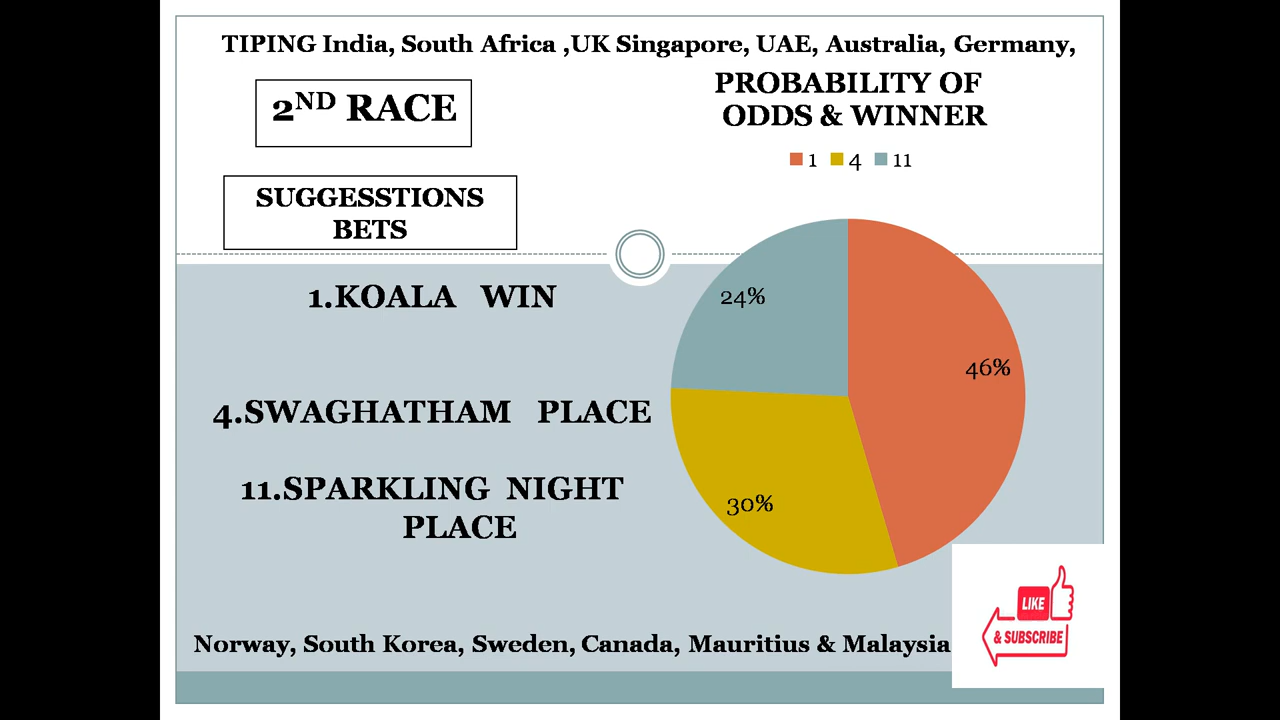 TIPING India, South Africa ,UK Singapore, UAE, Australia, Germany,
2ND RACE
PROBABILITY OF
ODDS & WINNER
1 4 11
SUGGESSTIONS
BETS
1.KOALA WIN
4.SWAGHATHAM PLACE
11.SPARKLING NIGHT
PLACE
24%
46%
30%
LIKE
& SUBSCRIBE
Norway, South Korea, Sweden, Canada, Mauritius & Malaysia